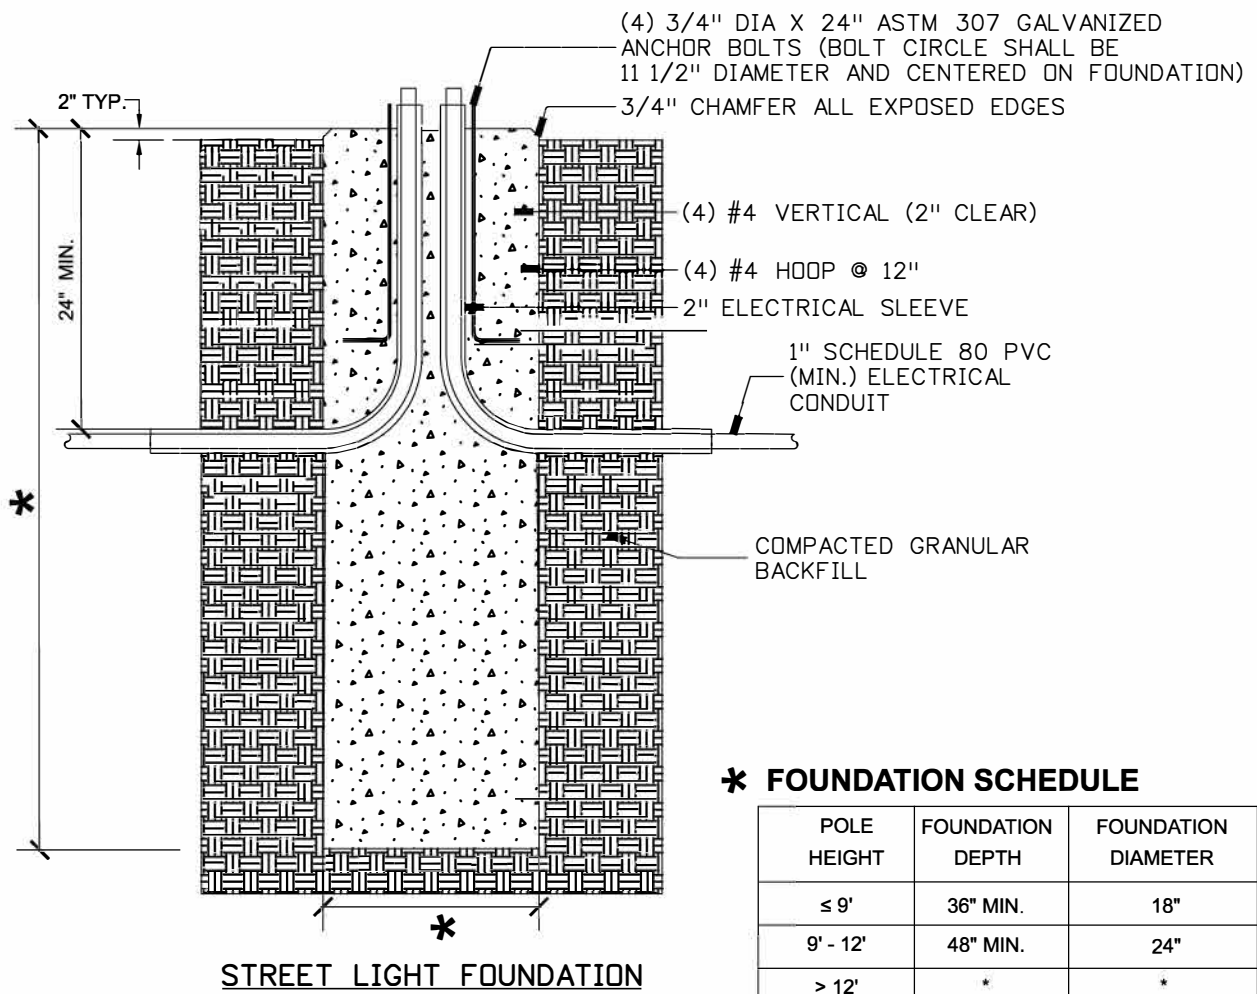 (4) 3/4" DIA X 24" ASTM 307 GALVANIZED
ANCHOR BOLTS (BOLT CIRCLE SHALL BE
11 1/2" DIAMETER AND CENTERED ON FOUNDATION)
3/4" CHAMFER ALL EXPOSED EDGES
2" TYP.
24" MIN.
(4) #4 VERTICAL (2" CLEAR)
(4) #4 HOOP @ 12"
2" ELECTRICAL SLEEVE
1" SCHEDULE 80 PVC
(MIN.) ELECTRICAL
CONDUIT
*
COMPACTED GRANULAR
BACKFILL
*
STREET LIGHT FOUNDATION
* FOUNDATION SCHEDULE
POLE HEIGHT FOUNDATION DEPTH FOUNDATION DIAMETER
≤ 9' 36" MIN. 18"
9' - 12' 48" MIN. 24"
> 12' * *